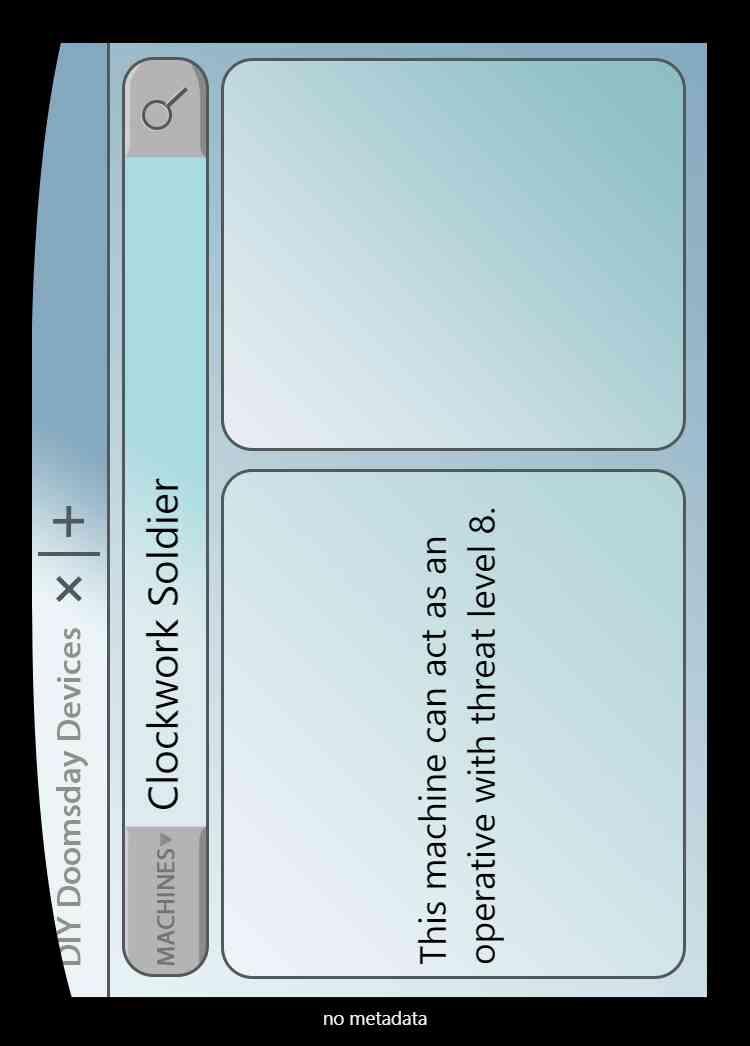 DIY Doomsday Devices × | +
MACHINES▾ Clockwork Soldier
This machine can act as an
operative with threat level 8.
no metadata